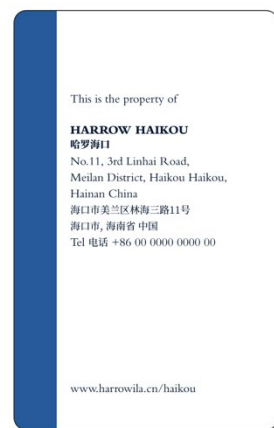 This is the property of
HARROW HAIKOU
哈罗海口
No.11, 3rd Linhai Road,
Meilan District, Haikou Haikou,
Hainan China
海口市美兰区林海三路11号
海口市, 海南省 中国
Tel 电话 +86 00 0000 0000 00
www.harrowila.cn/haikou